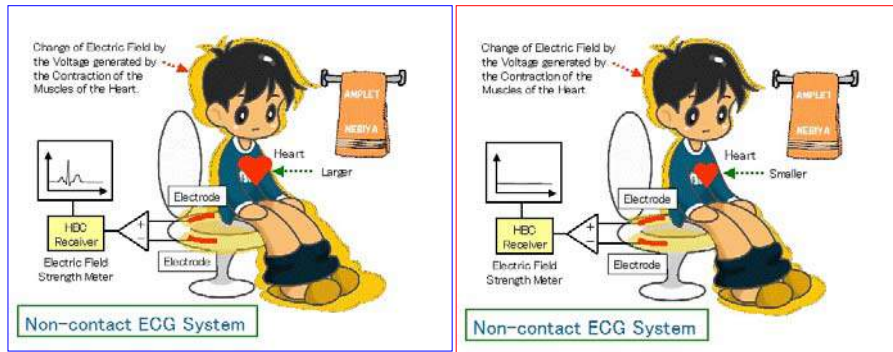 Change of Electric Field by
the Voltage generated by
the Contraction of the
Muscles of the Heart.
AMPLET
NEBIYA
Heart
Larger
Electrode
HBC
Receiver
+
−
Electrode
Electric Field
Strength Meter
Non-contact ECG System
Change of Electric Field by
the Voltage generated by
the Contraction of the
Muscles of the Heart
AMPLET
NEBIYA
Heart
Smaller
Electrode
HBC
Receiver
+
−
Electrode
Electric Field
Strength Meter
Non-contact ECG System